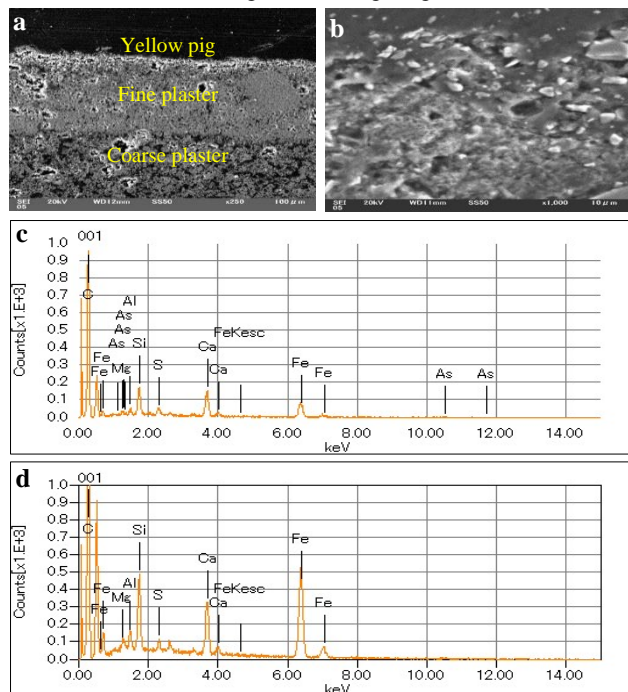 a
Yellow pig
Fine plaster
Coarse plaster
SEI 20kV WD12mm SS50 x250 100µm
05
b
SEI 20kV WD11mm SS50 x1,000 10µm
05
c
001
Counts[x1.E+3]
1.0
0.9
0.8
0.7
0.6
0.5
0.4
0.3
0.2
0.1
0.0
C
Fe
Fe
Mg
As
As
As
Al
Si
S
Ca
Ca
FeKesc
Fe
Fe
As
As
0.00 2.00 4.00 6.00 8.00 10.00 12.00 14.00
keV
d
001
Counts[x1.E+3]
1.0
0.9
0.8
0.7
0.6
0.5
0.4
0.3
0.2
0.1
0.0
C
Fe
Fe
Mg
Al
Si
S
Ca
Ca
FeKesc
Fe
Fe
0.00 2.00 4.00 6.00 8.00 10.00 12.00 14.00
keV